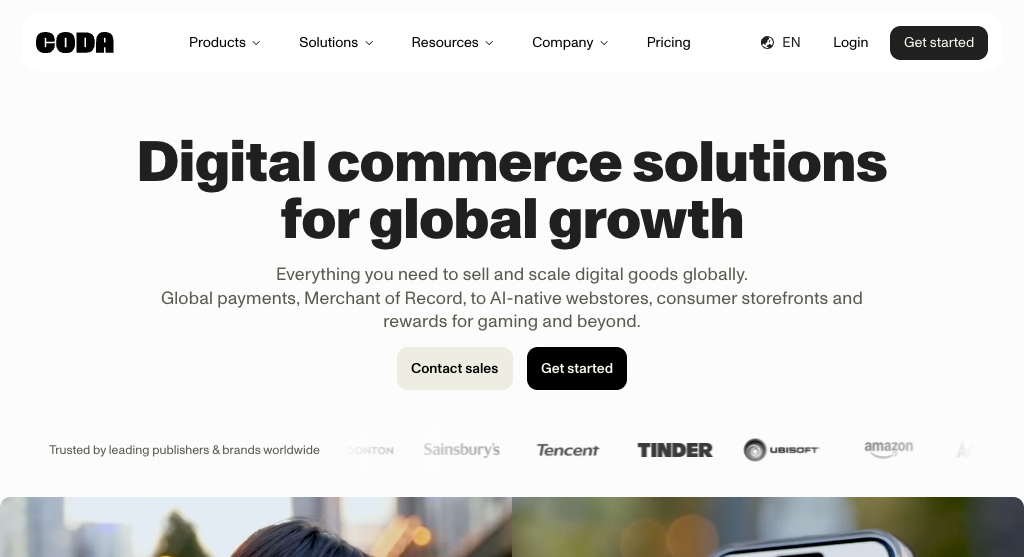 CODA
Products
Solutions
Resources
Company
Pricing
EN
Login
Get started
Digital commerce solutions
for global growth
Everything you need to sell and scale digital goods globally.
Global payments, Merchant of Record, to AI-native webstores, consumer storefronts and
rewards for gaming and beyond.
Contact sales
Get started
Trusted by leading publishers & brands worldwide
Sainsbury's
Tencent
TINDER
UBISOFT
amazon